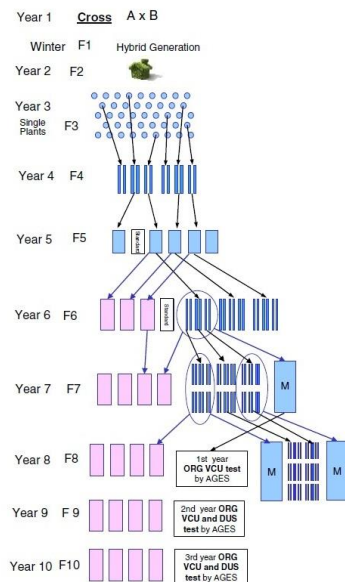 Year 1 Cross A x B
Winter F1 Hybrid Generation
Year 2 F2
Year 3
Single
Plants F3
Year 4 F4
Year 5 F5 Standard
Year 6 F6 Standard
Year 7 F7 M
Year 8 F8
1st year
ORG VCU test
by AGES
M M
Year 9 F 9
2nd year ORG
VCU and DUS
test by AGES
Year 10 F10
3rd year ORG
VCU and DUS
test by AGES